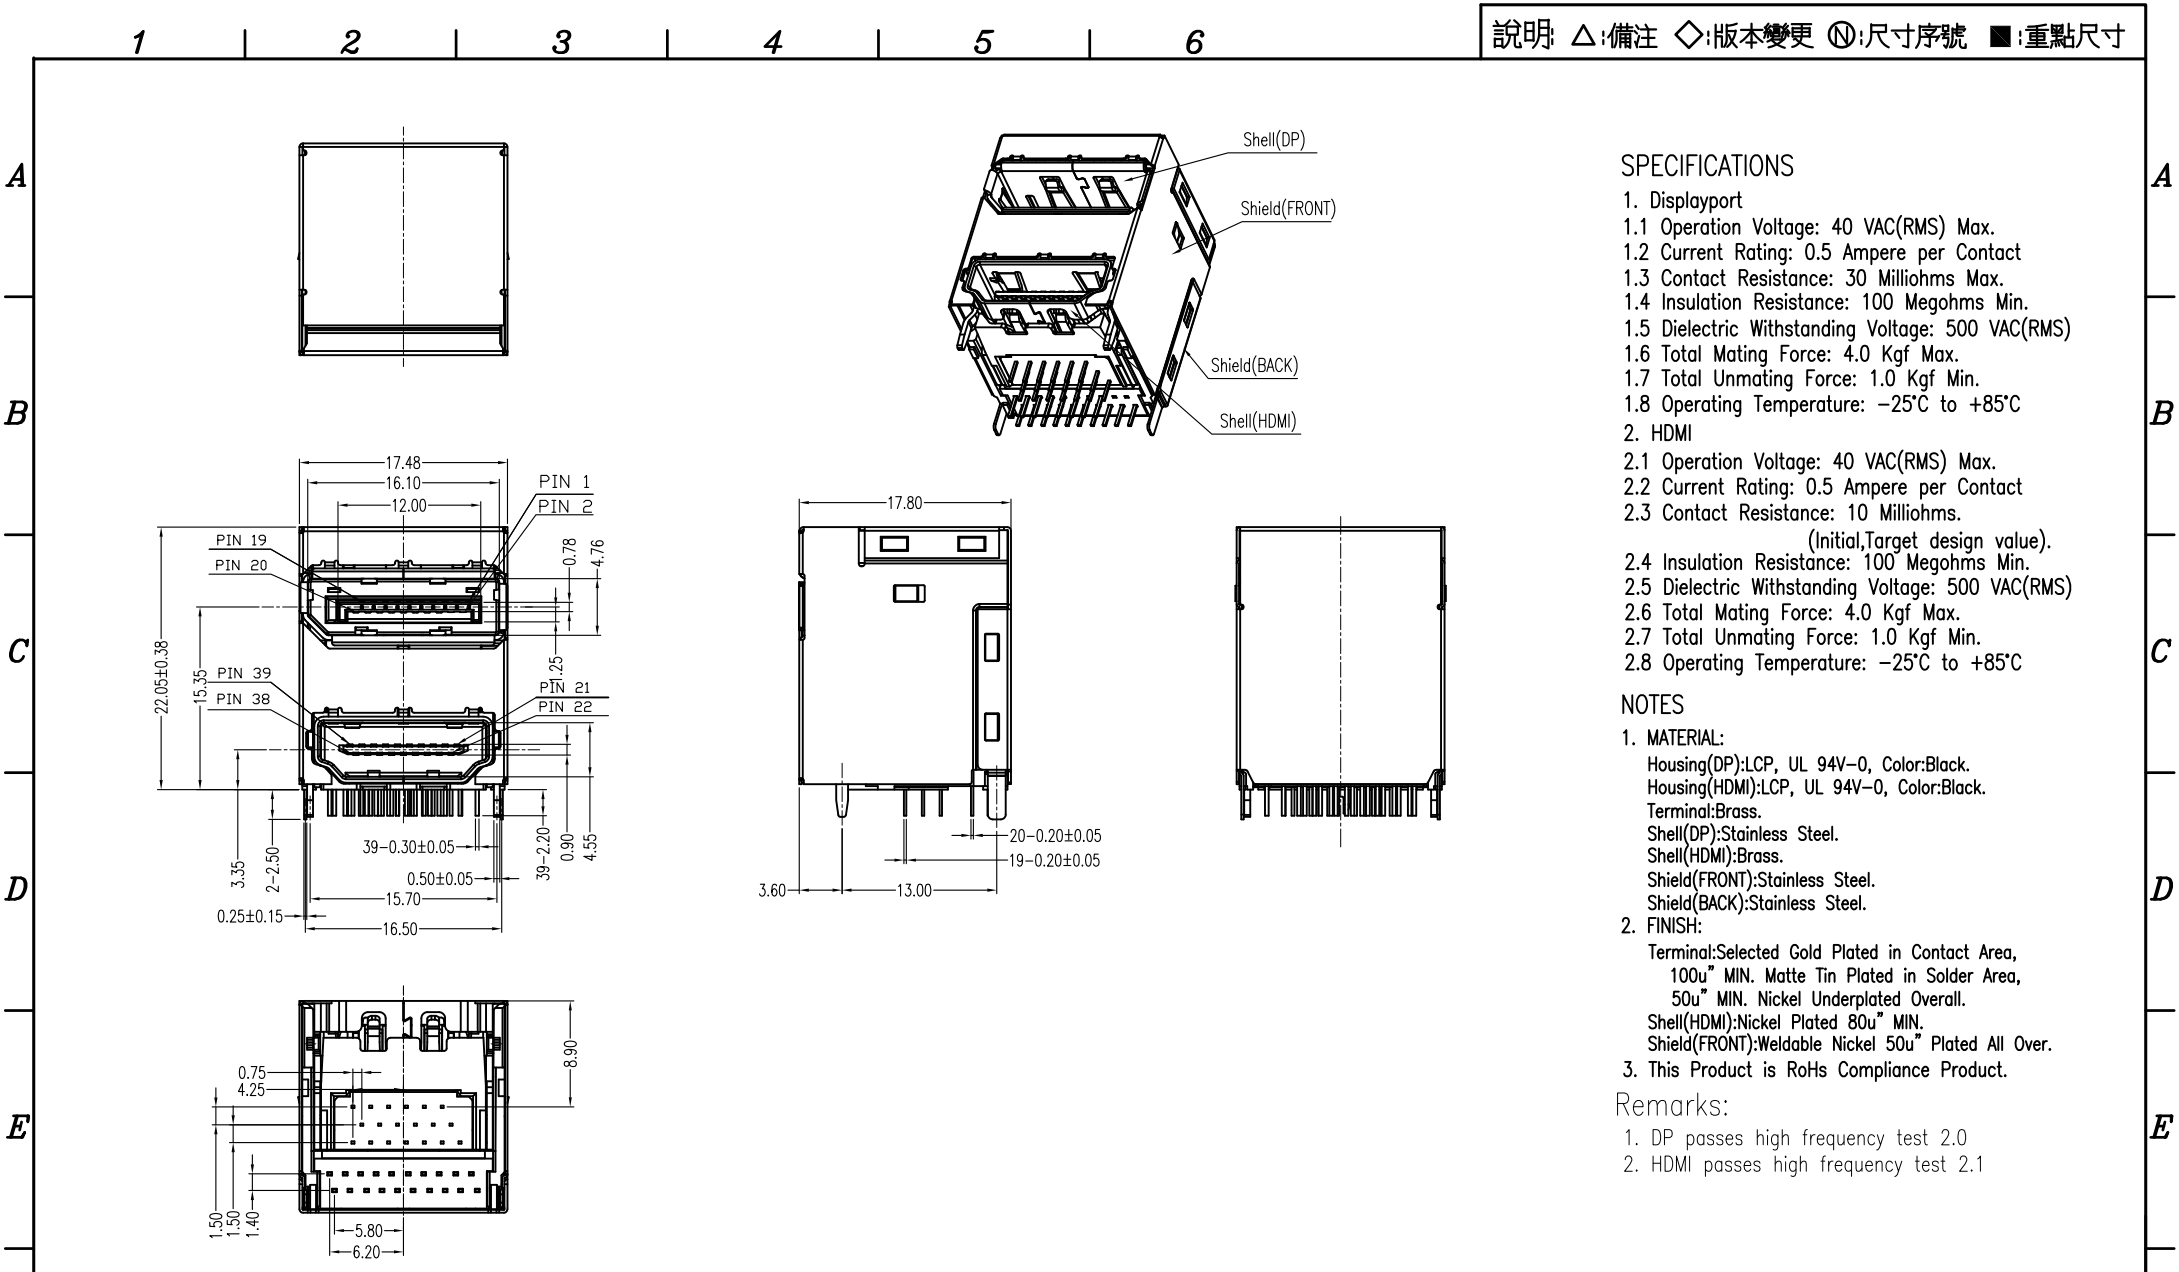 說明: △:備注 ◇:版本變更 Ⓝ:尺寸序號 ■:重點尺寸
1 2 3 4 5 6
A
B
C
D
E
A
B
C
D
E
Shell(DP)
Shield(FRONT)
Shield(BACK)
Shell(HDMI)
17.48
16.10
12.00
PIN 1
PIN 2
PIN 19
PIN 20
0.78
4.76
22.05±0.38
15.35
1.25
PIN 39
PIN 38
PIN 21
PIN 22
3.35
2-2.50
39-0.30±0.05
39-2.20
0.90
4.55
0.50±0.05
15.70
0.25±0.15
16.50
17.80
20-0.20±0.05
19-0.20±0.05
3.60
13.00
0.75
4.25
8.90
1.50
1.50
1.40
5.80
6.20
SPECIFICATIONS
1. Displayport
1.1 Operation Voltage: 40 VAC(RMS) Max.
1.2 Current Rating: 0.5 Ampere per Contact
1.3 Contact Resistance: 30 Milliohms Max.
1.4 Insulation Resistance: 100 Megohms Min.
1.5 Dielectric Withstanding Voltage: 500 VAC(RMS)
1.6 Total Mating Force: 4.0 Kgf Max.
1.7 Total Unmating Force: 1.0 Kgf Min.
1.8 Operating Temperature: -25°C to +85°C
2. HDMI
2.1 Operation Voltage: 40 VAC(RMS) Max.
2.2 Current Rating: 0.5 Ampere per Contact
2.3 Contact Resistance: 10 Milliohms.
(Initial,Target design value).
2.4 Insulation Resistance: 100 Megohms Min.
2.5 Dielectric Withstanding Voltage: 500 VAC(RMS)
2.6 Total Mating Force: 4.0 Kgf Max.
2.7 Total Unmating Force: 1.0 Kgf Min.
2.8 Operating Temperature: -25°C to +85°C
NOTES
1. MATERIAL:
Housing(DP):LCP, UL 94V-0, Color:Black.
Housing(HDMI):LCP, UL 94V-0, Color:Black.
Terminal:Brass.
Shell(DP):Stainless Steel.
Shell(HDMI):Brass.
Shield(FRONT):Stainless Steel.
Shield(BACK):Stainless Steel.
2. FINISH:
Terminal:Selected Gold Plated in Contact Area,
100u" MIN. Matte Tin Plated in Solder Area,
50u" MIN. Nickel Underplated Overall.
Shell(HDMI):Nickel Plated 80u" MIN.
Shield(FRONT):Weldable Nickel 50u" Plated All Over.
3. This Product is RoHs Compliance Product.
Remarks:
1. DP passes high frequency test 2.0
2. HDMI passes high frequency test 2.1